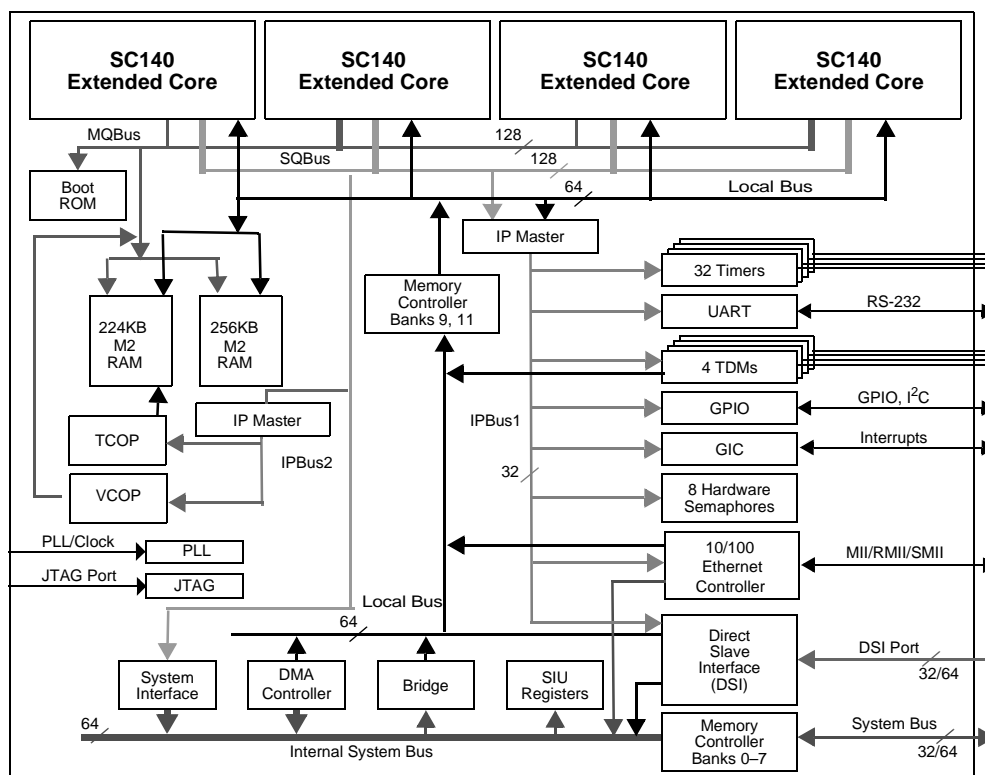 SC140
Extended Core
SC140
Extended Core
SC140
Extended Core
SC140
Extended Core
MQBus
128
SQBus
128
64
Local Bus
Boot
ROM
IP Master
32 Timers
Memory
Controller
Banks 9, 11
UART
RS-232
224KB
M2
RAM
256KB
M2
RAM
4 TDMs
IP Master
GPIO
GPIO, I²C
TCOP
IPBus1
GIC
Interrupts
IPBus2
32
VCOP
8 Hardware
Semaphores
PLL/Clock
PLL
10/100
Ethernet
Controller
MII/RMII/SMII
JTAG Port
JTAG
Local Bus
64
Direct
Slave
Interface
(DSI)
DSI Port
32/64
System
Interface
DMA
Controller
Bridge
SIU
Registers
64
Internal System Bus
Memory
Controller
Banks 0–7
System Bus
32/64